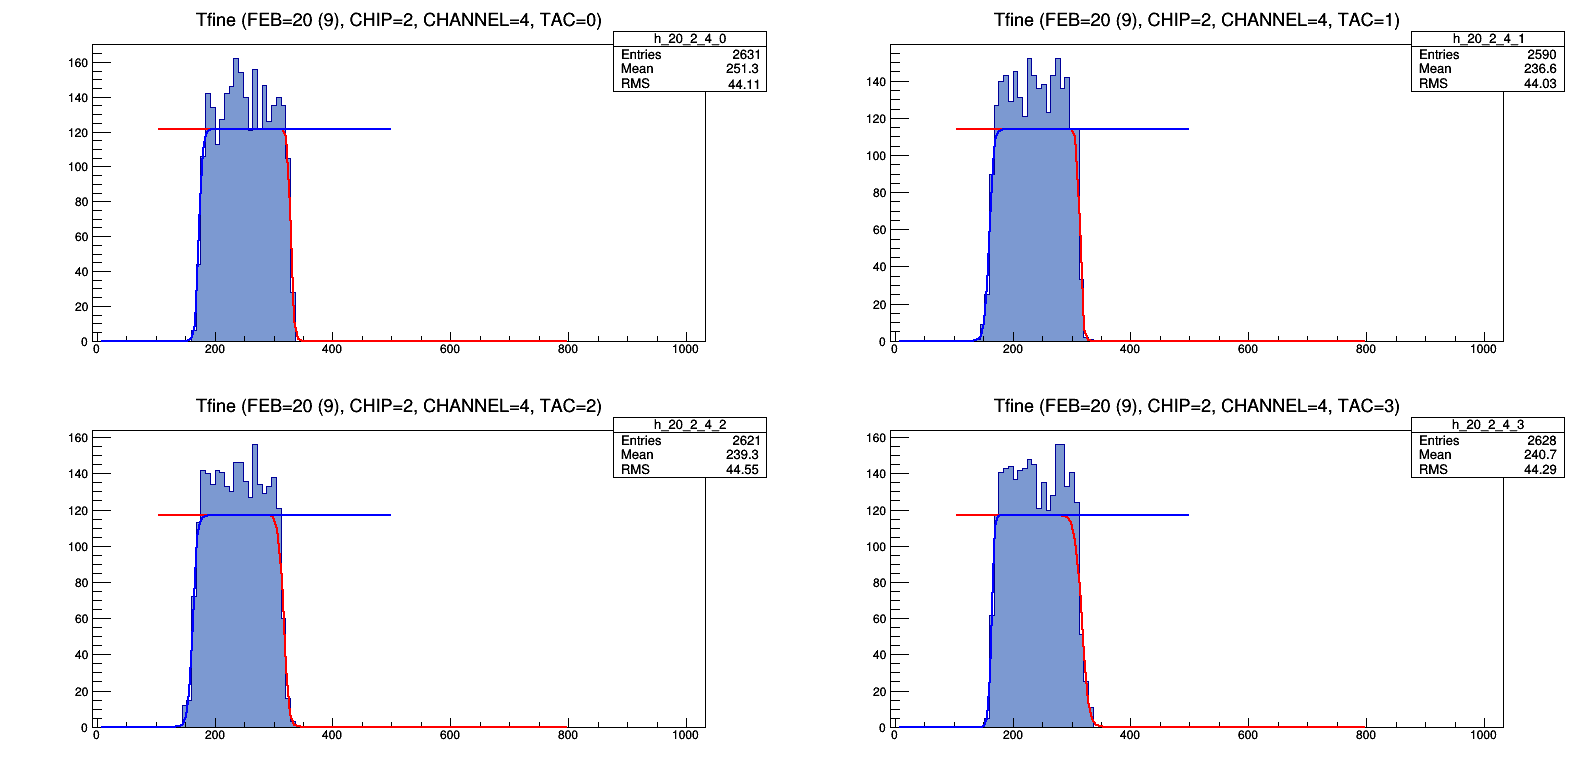 Tfine (FEB=20 (9), CHIP=2, CHANNEL=4, TAC=0)
h_20_2_4_0
Entries 2631
Mean 251.3
RMS 44.11
160
140
120
100
80
60
40
20
0
0 200 400 600 800 1000
Tfine (FEB=20 (9), CHIP=2, CHANNEL=4, TAC=1)
h_20_2_4_1
Entries 2590
Mean 236.6
RMS 44.03
140
120
100
80
60
40
20
0
0 200 400 600 800 1000
Tfine (FEB=20 (9), CHIP=2, CHANNEL=4, TAC=2)
h_20_2_4_2
Entries 2621
Mean 239.3
RMS 44.55
160
140
120
100
80
60
40
20
0
0 200 400 600 800 1000
Tfine (FEB=20 (9), CHIP=2, CHANNEL=4, TAC=3)
h_20_2_4_3
Entries 2628
Mean 240.7
RMS 44.29
160
140
120
100
80
60
40
20
0
0 200 400 600 800 1000